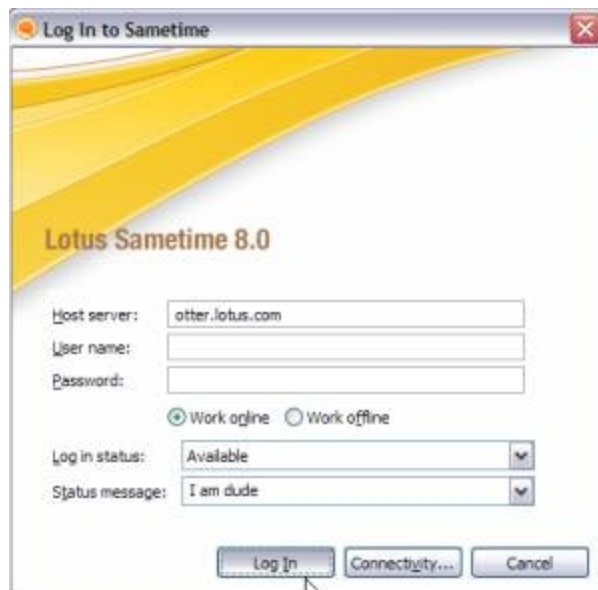 Log In to Sametime
Lotus Sametime 8.0
Host server: otter.lotus.com
User name:
Password:
Work online Work offline
Log in status: Available
Status message: I am dude
Log In Connectivity... Cancel